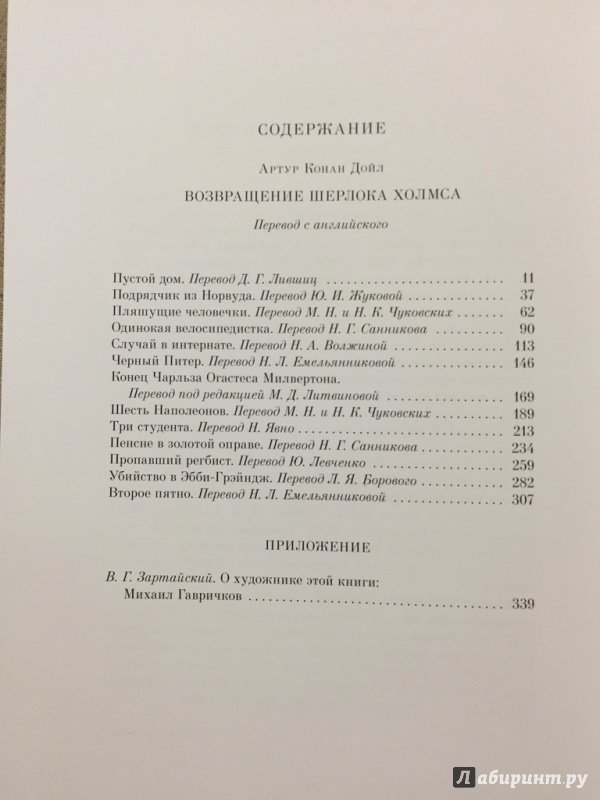 СОДЕРЖАНИЕ
Артур Конан Дойл
ВОЗВРАЩЕНИЕ ШЕРЛОКА ХОЛМСА
Перевод с английского
Пустой дом. Перевод Д. Г. Лившиц 11
Подрядчик из Норвуда. Перевод Ю. И. Жуковой 37
Пляшущие человечки. Перевод М. Н. и Н. К. Чуковских 62
Одинокая велосипедистка. Перевод Н. Г. Санникова 90
Случай в интернате. Перевод Н. А. Волжиной 113
Черный Питер. Перевод Н. Л. Емельянниковой 146
Конец Чарльза Огастеса Милвертона.
Перевод под редакцией М. Д. Литвиновой 169
Шесть Наполеонов. Перевод М. Н. и Н. К. Чуковских 189
Три студента. Перевод Н. Явно 213
Пенсне в золотой оправе. Перевод Н. Г. Санникова 234
Пропавший регбист. Перевод Ю. Левченко 259
Убийство в Эбби-Грэйндж. Перевод Л. Я. Борового 282
Второе пятно. Перевод Н. Л. Емельянниковой 307
ПРИЛОЖЕНИЕ
В. Г. Зартайский. О художнике этой книги:
Михаил Гавричков 339
Лабиринт.ру